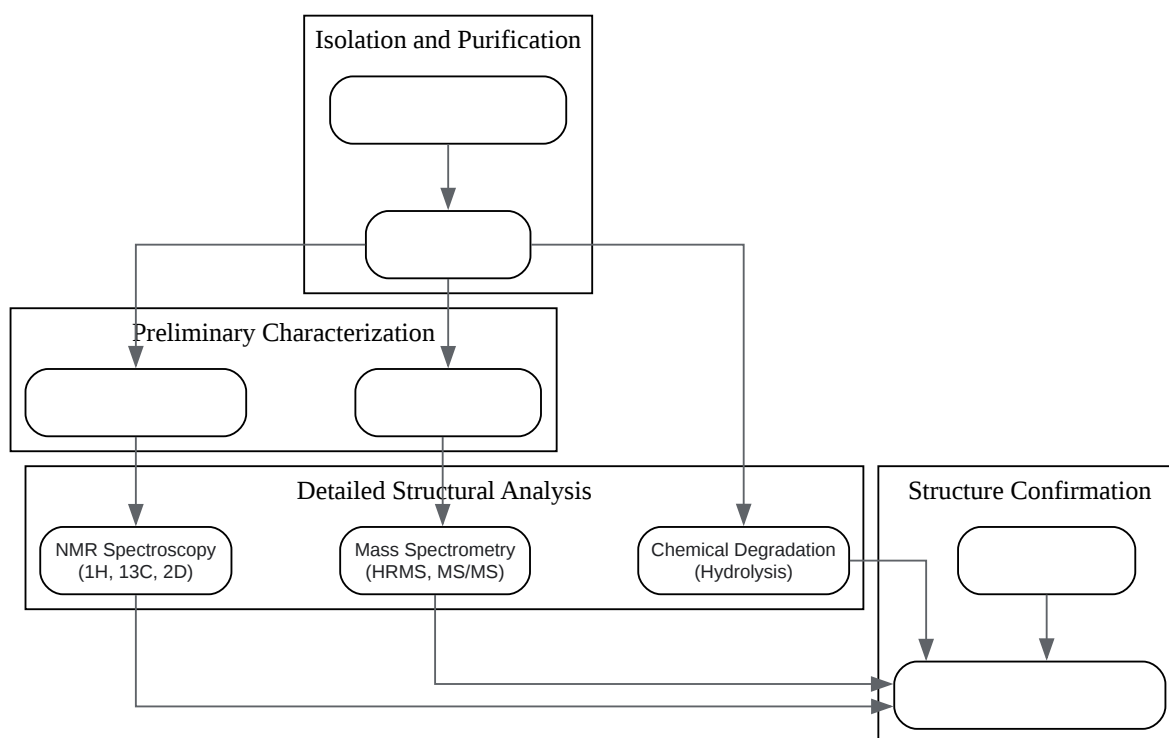 Isolation and Purification
Preliminary Characterization
Detailed Structural Analysis
Structure Confirmation
NMR Spectroscopy
(1H, 13C, 2D)
Mass Spectrometry
(HRMS, MS/MS)
Chemical Degradation
(Hydrolysis)